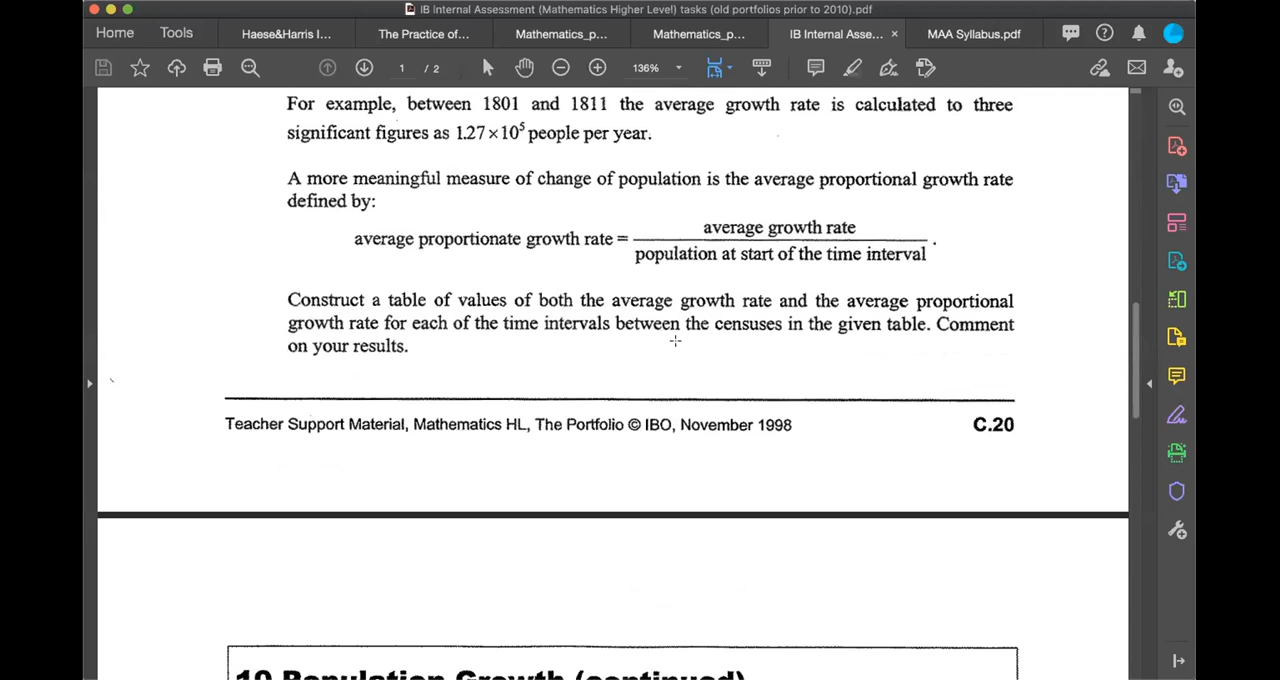 IB Internal Assessment (Mathematics Higher Level) tasks (old portfolios prior to 2010).pdf
Home Tools Haese&Harris I... The Practice of... Mathematics_p... Mathematics_p... IB Internal Asse... × MAA Syllabus.pdf
1 / 2 136%
For example, between 1801 and 1811 the average growth rate is calculated to three
significant figures as 1.27×10⁵ people per year.
A more meaningful measure of change of population is the average proportional growth rate
defined by:
average proportionate growth rate = average growth rate / population at start of the time interval .
Construct a table of values of both the average growth rate and the average proportional
growth rate for each of the time intervals between the censuses in the given table. Comment
on your results.
Teacher Support Material, Mathematics HL, The Portfolio © IBO, November 1998 C.20
10 Population Growth (continued)